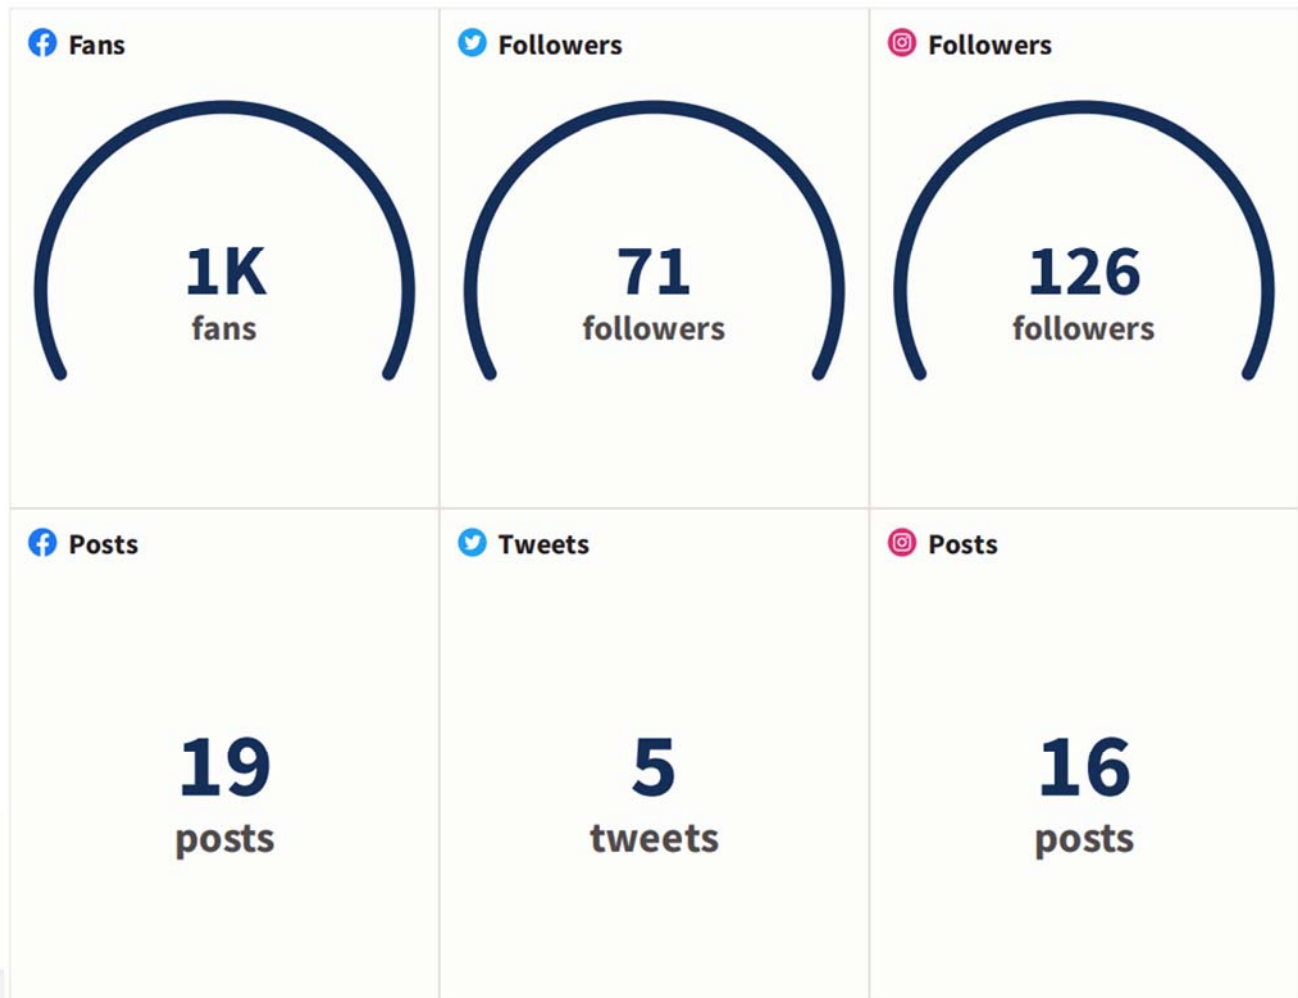 Fans
1K
fans
Followers
71
followers
Followers
126
followers
Posts
19
posts
Tweets
5
tweets
Posts
16
posts